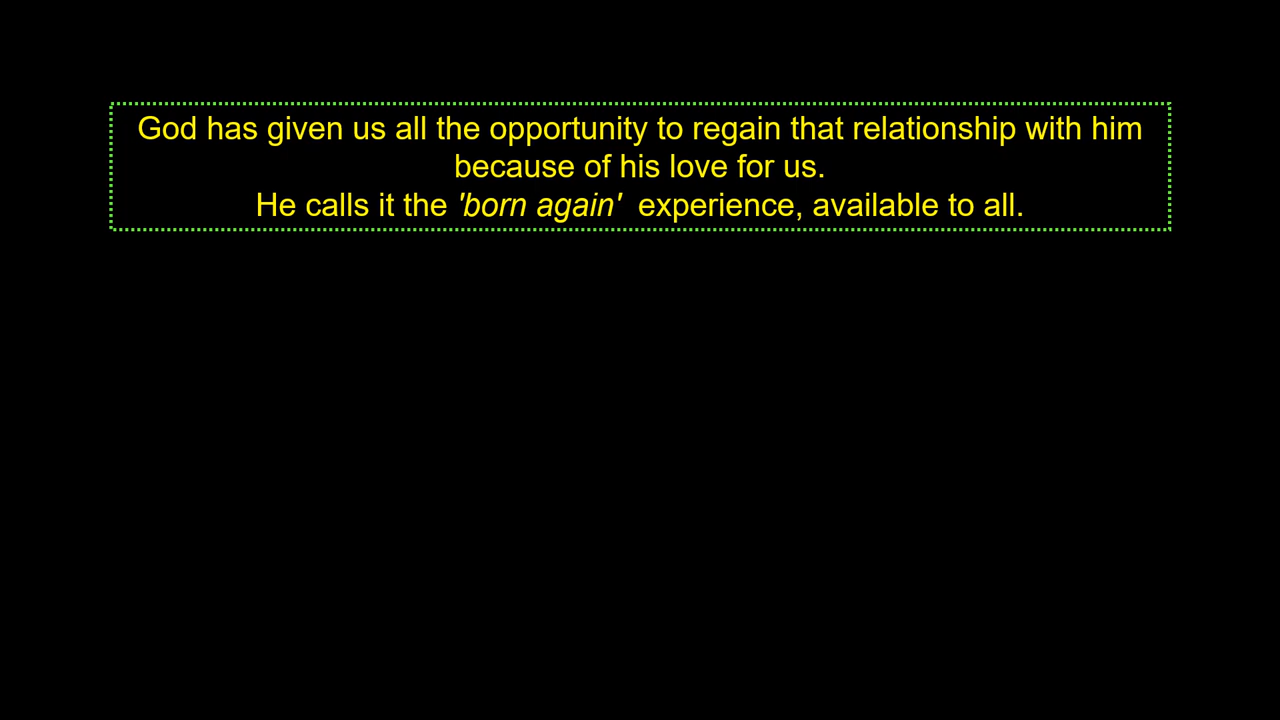 God has given us all the opportunity to regain that relationship with him
because of his love for us.
He calls it the 'born again'  experience, available to all.